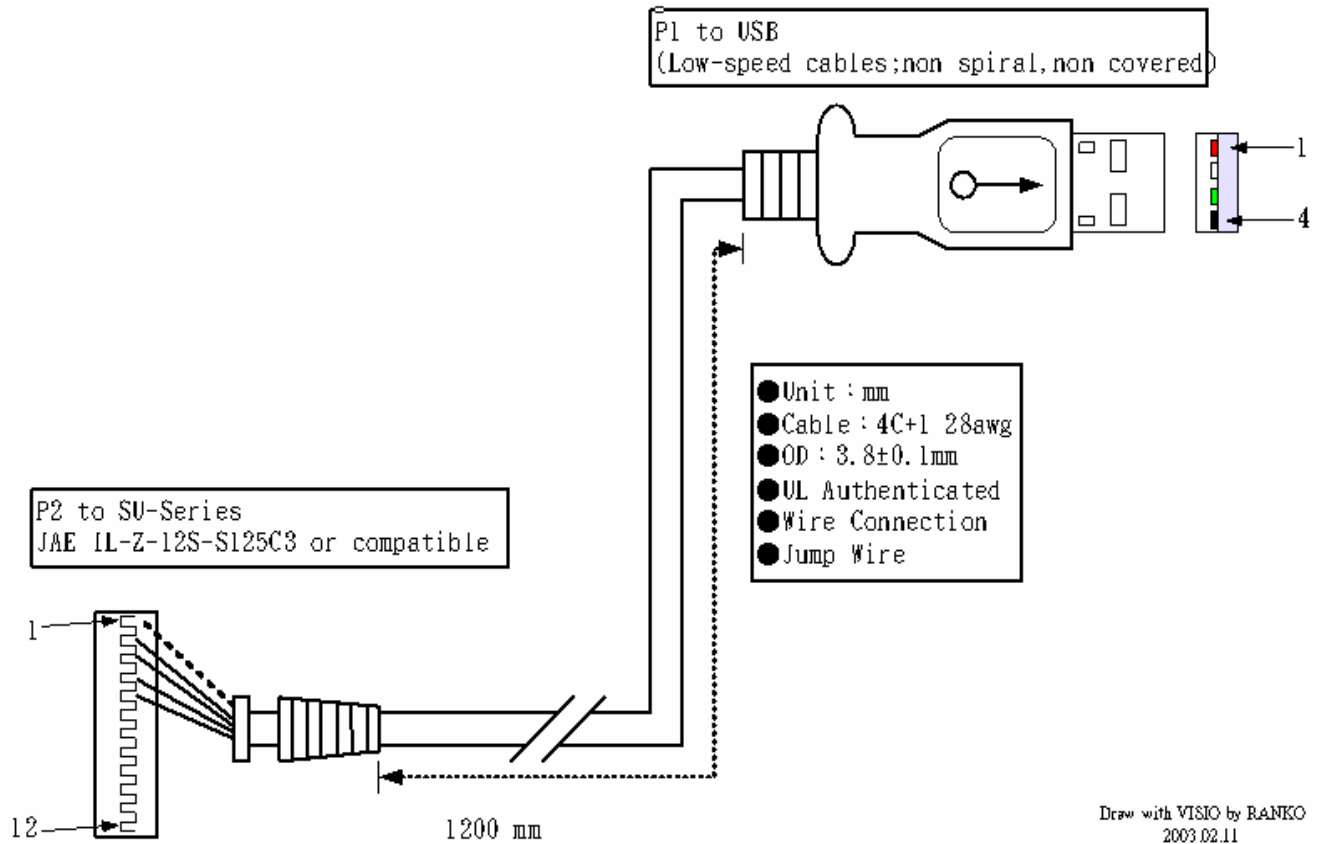 P1 to USB
(Low-speed cables;non spiral,non covered)
1
4
●Unit：mm
●Cable：4C+1 28awg
●OD：3.8±0.1mm
●UL Authenticated
●Wire Connection
●Jump Wire
P2 to SU-Series
JAE IL-Z-12S-S125C3 or compatible
1
12
1200 mm
Draw with VISIO by RANKO
2003.02.11